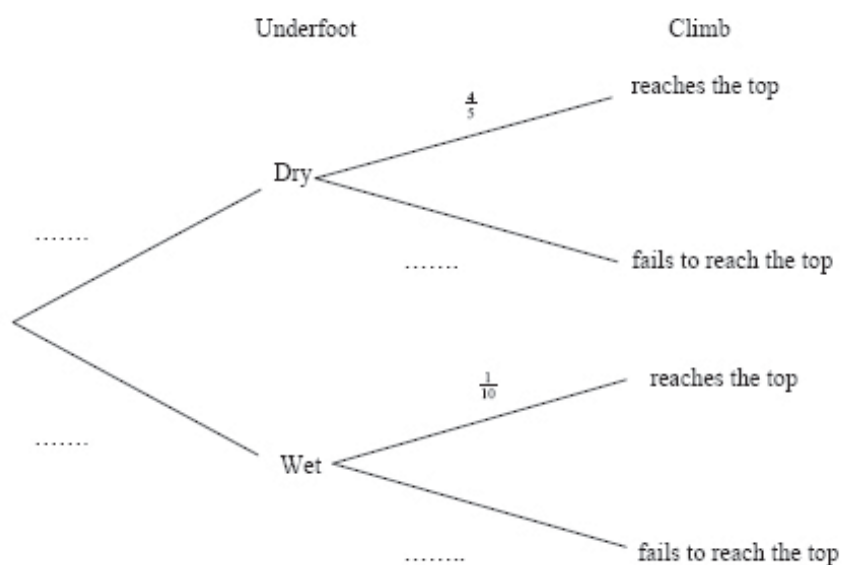 Underfoot Climb
reaches the top
4/5
Dry
.......
fails to reach the top
.......
reaches the top
1/10
.......
Wet
fails to reach the top
........